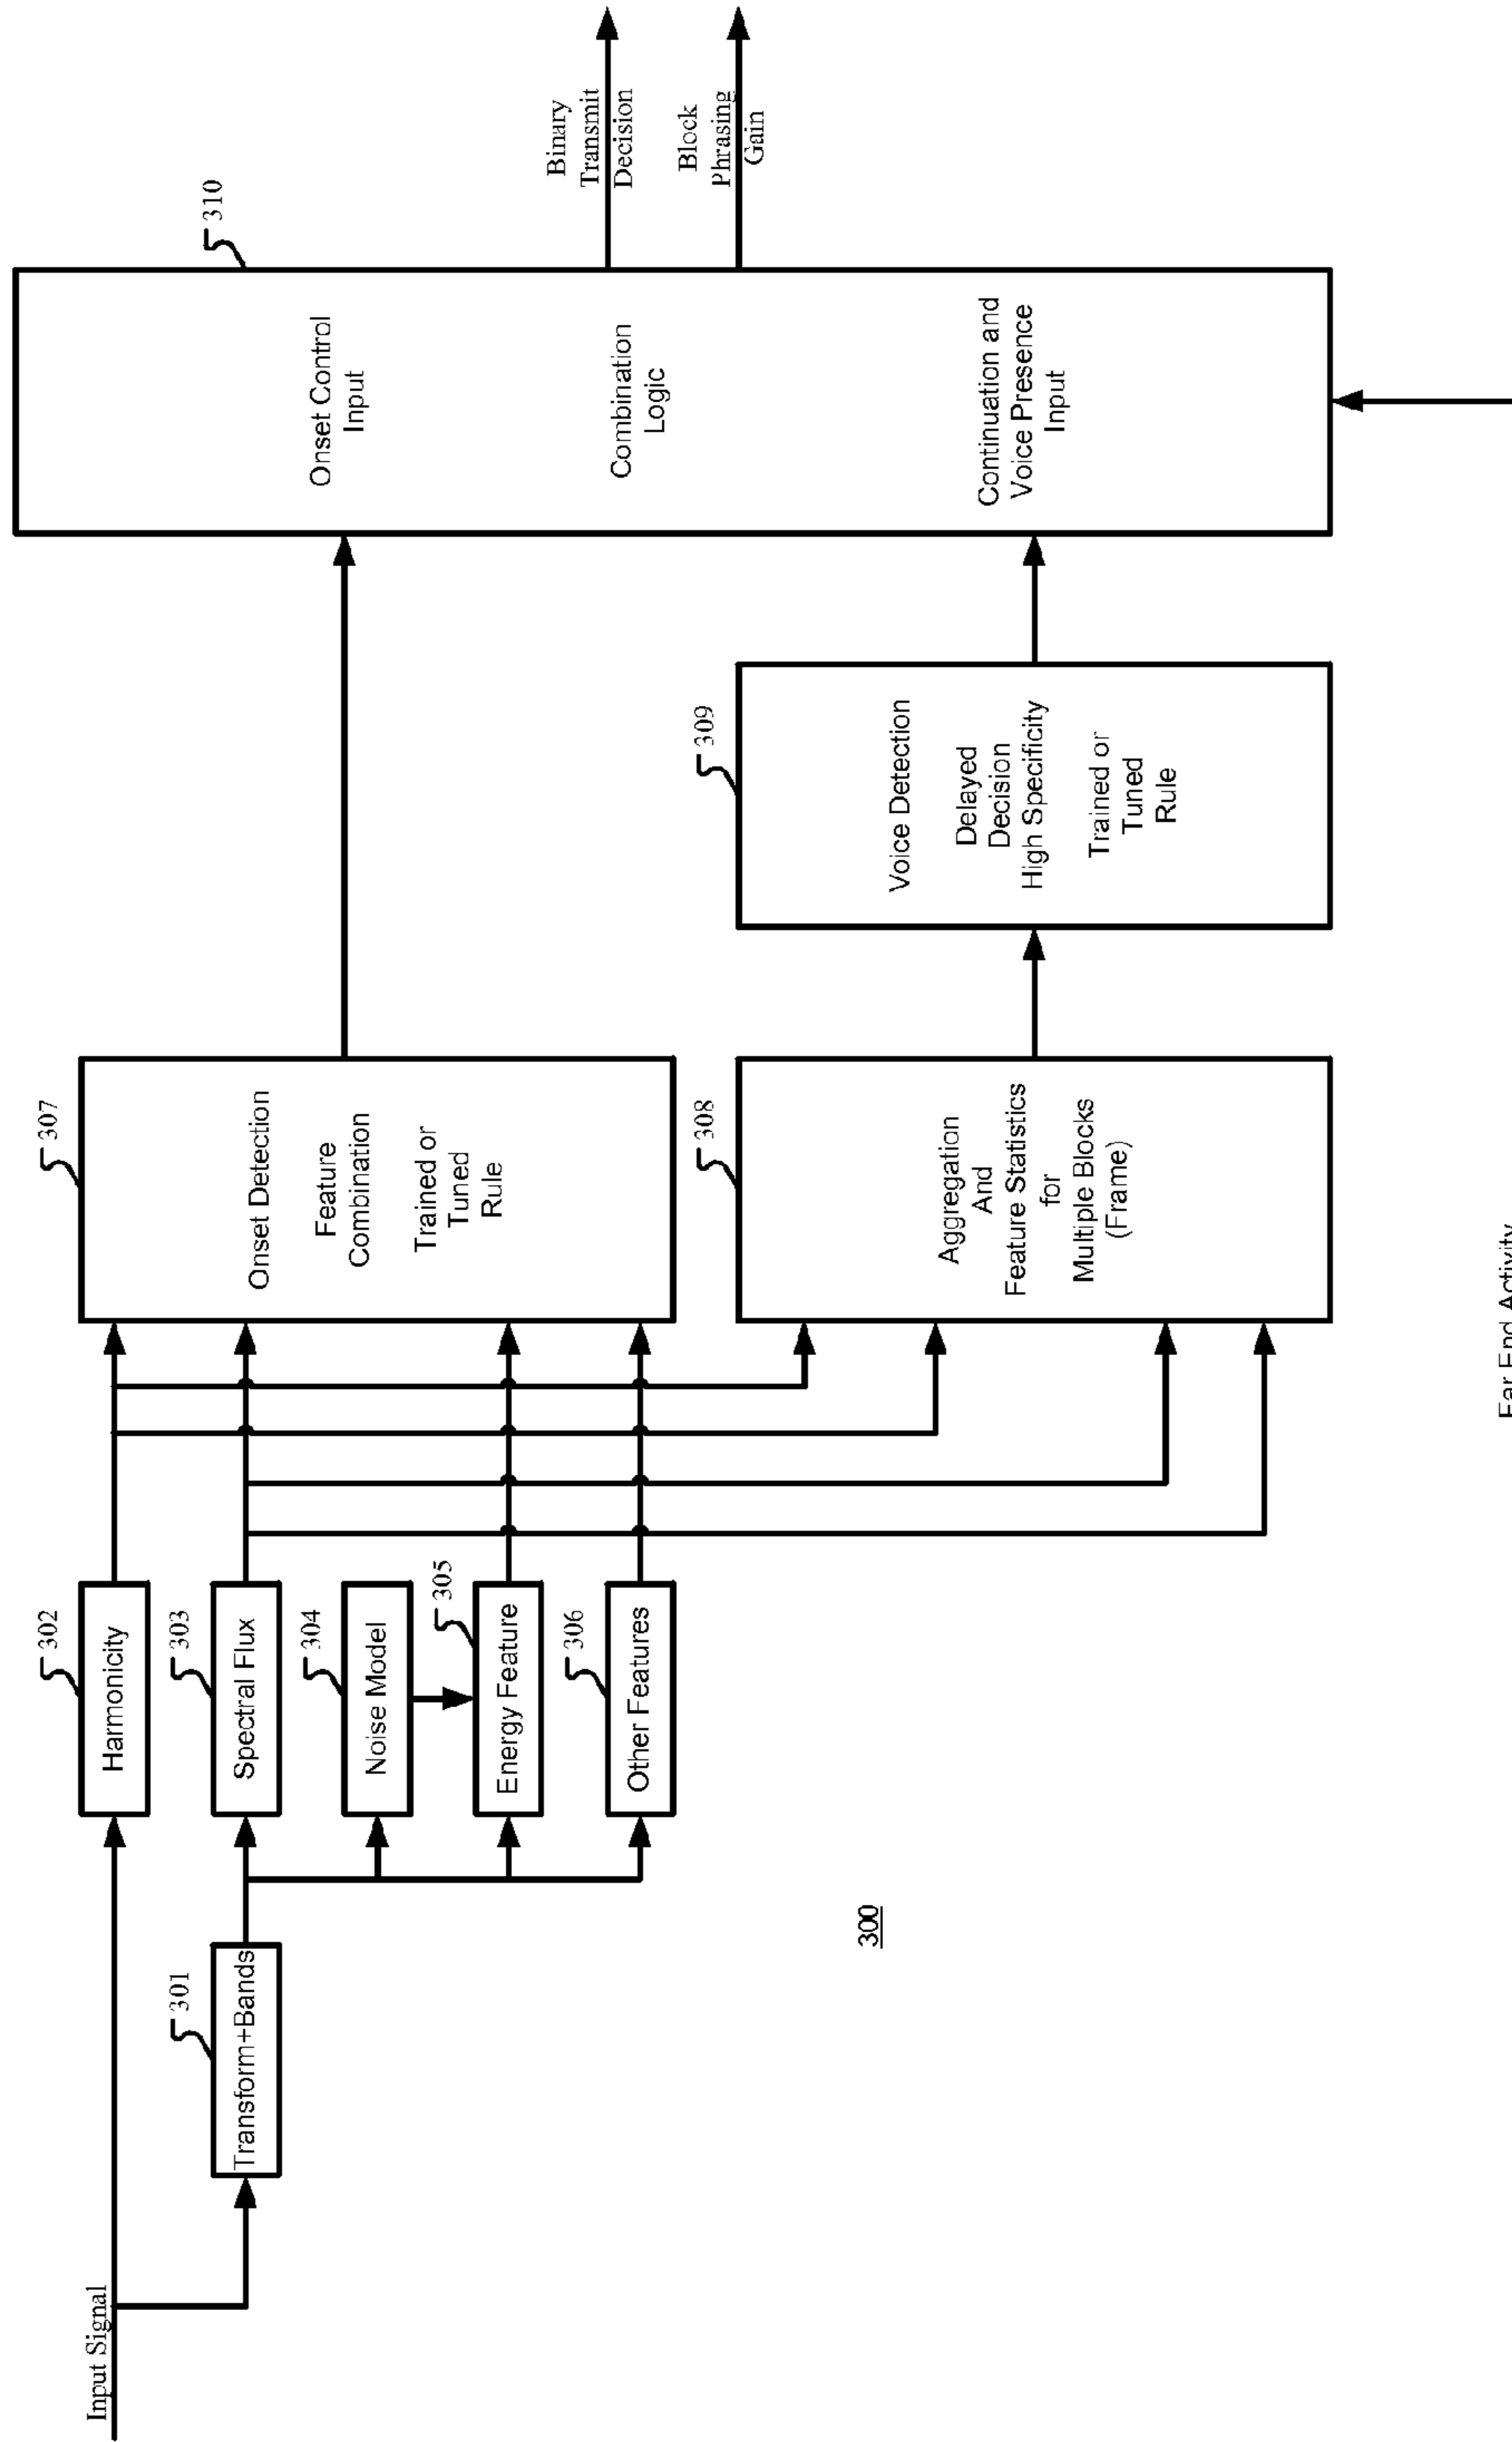 Input Signal
301
Transform+Bands
302
Harmonicity
303
Spectral Flux
304
Noise Model
305
Energy Feature
306
Other Features
307
Onset Detection
Feature
Combination
Trained or
Tuned
Rule
308
Aggregation
And
Feature Statistics
for
Multiple Blocks
(Frame)
309
Voice Detection
Delayed
Decision
High Specificity
Trained or
Tuned
Rule
310
Onset Control
Input
Combination
Logic
Continuation and
Voice Presence
Input
Binary
Transmit
Decision
Block
Phrasing
Gain
300
Far End Activity